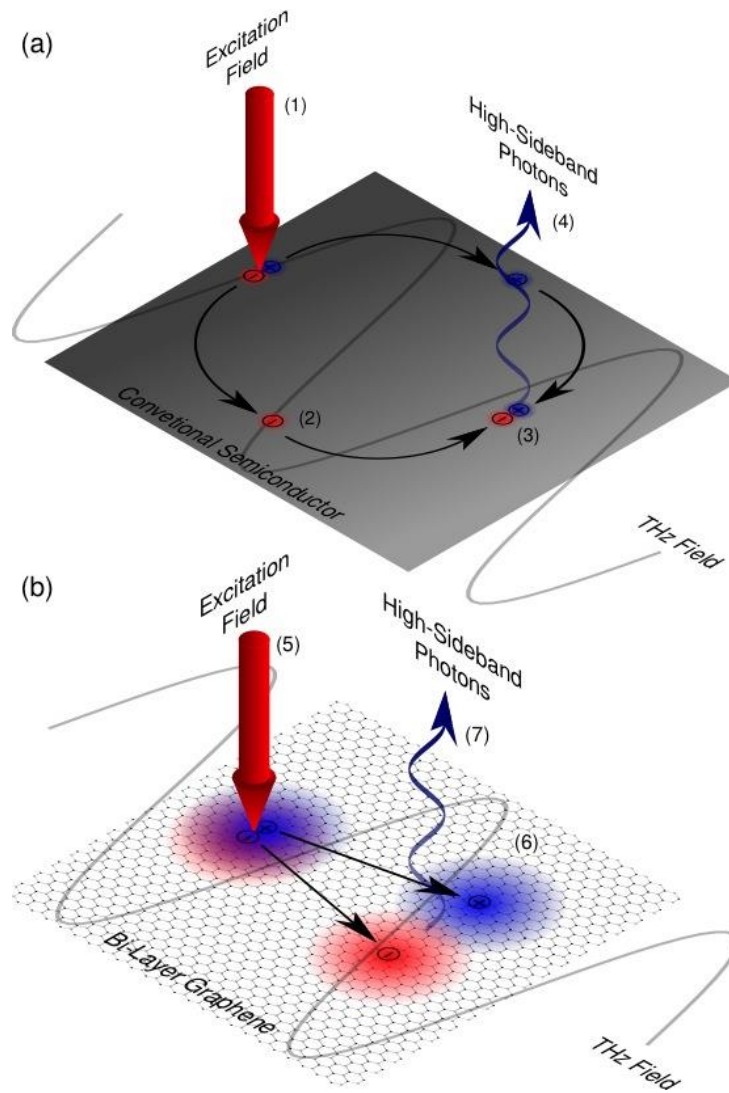 (a)
Excitation
Field
(1)
High-Sideband
Photons
(4)
(2)
(3)
Convetional Semiconductor
THz Field
(b)
Excitation
Field
(5)
High-Sideband
Photons
(7)
(6)
Bi-Layer Graphene
THz Field